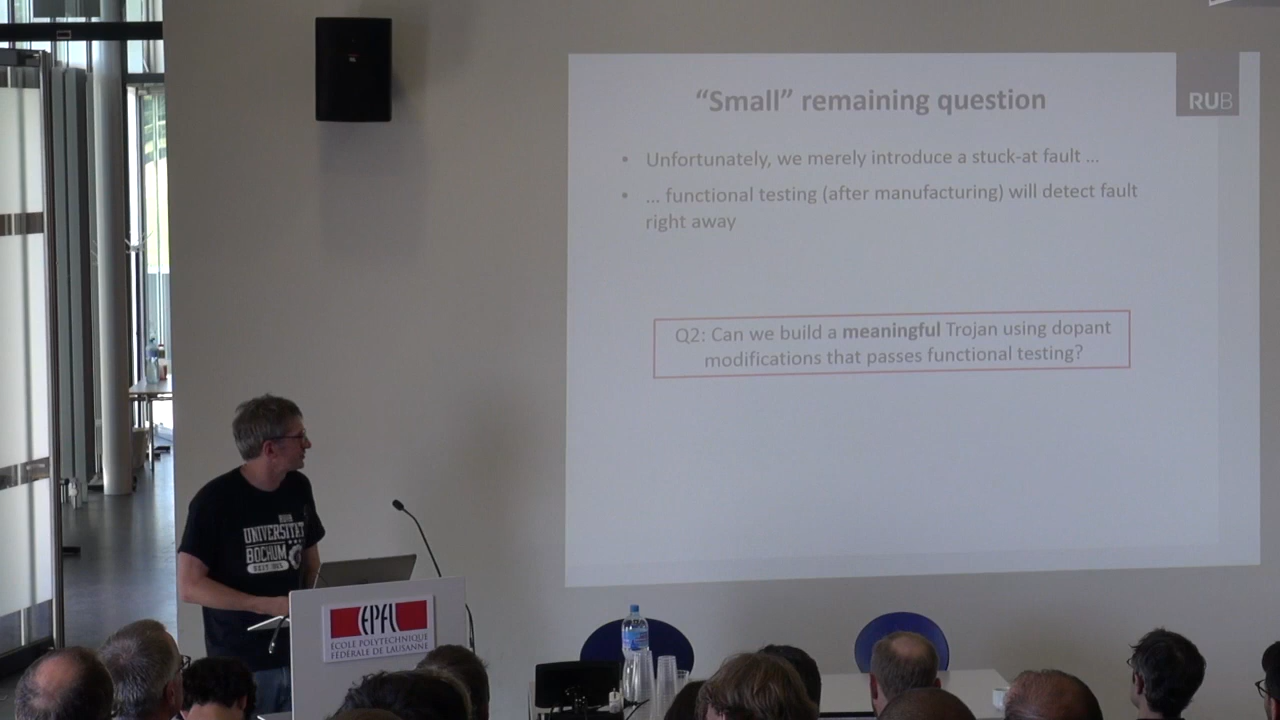 "Small" remaining question
RUB
• Unfortunately, we merely introduce a stuck-at fault ...
• ... functional testing (after manufacturing) will detect fault
right away
Q2: Can we build a meaningful Trojan using dopant
modifications that passes functional testing?
UNIVERSITÄT
BOCHUM
EPFL
ÉCOLE POLYTECHNIQUE
FÉDÉRALE DE LAUSANNE